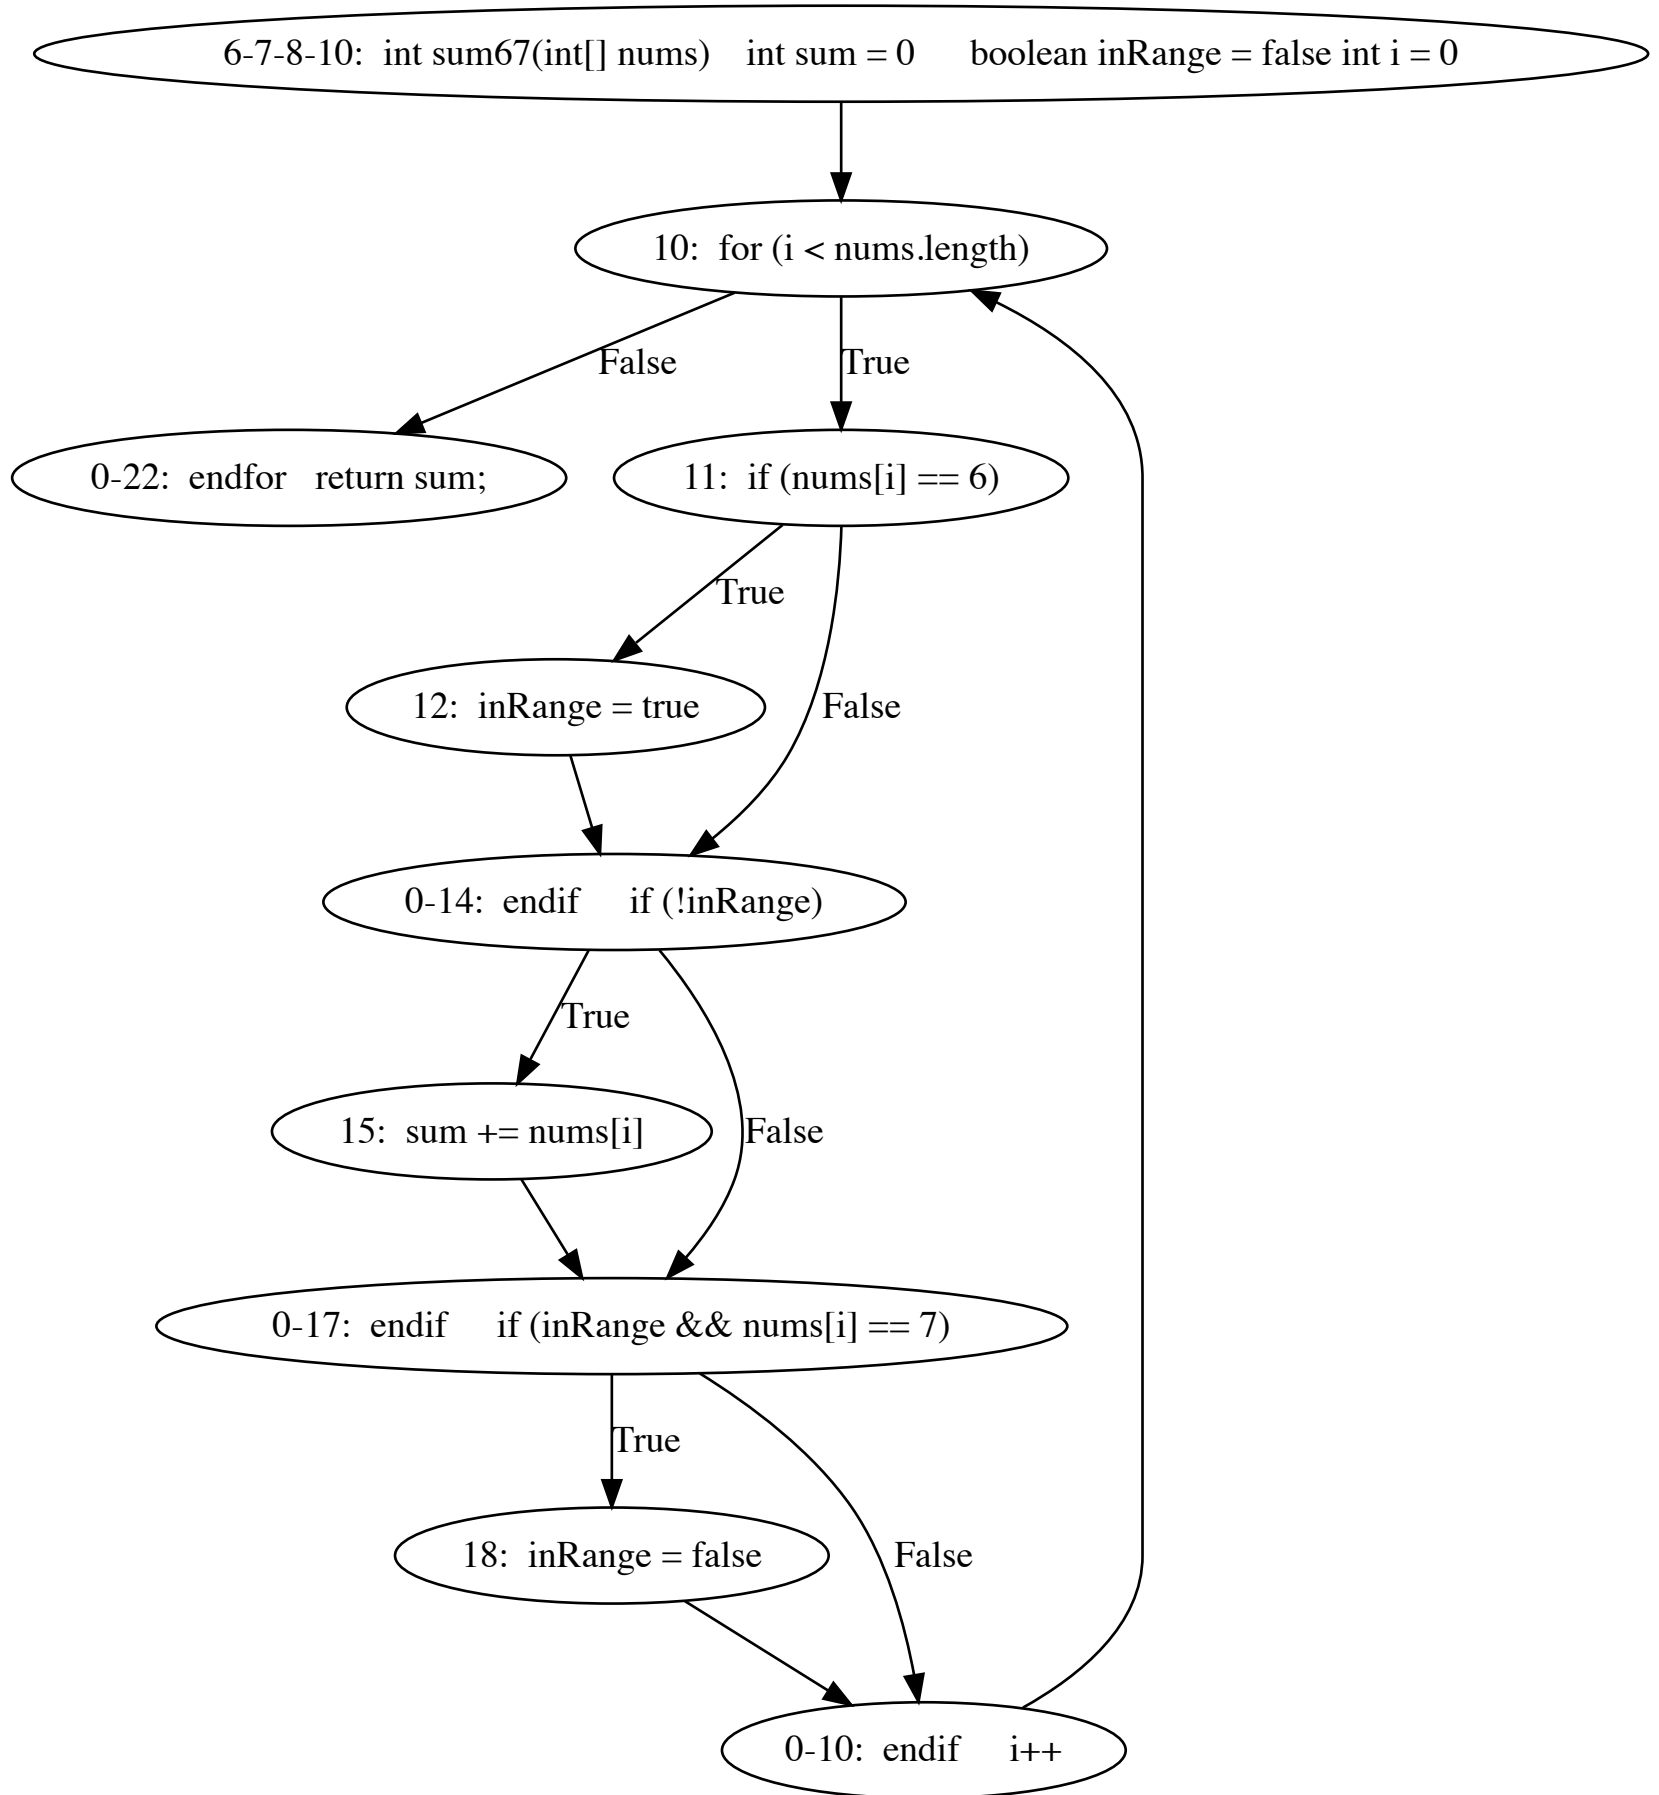 6-7-8-10:  int sum67(int[] nums)    int sum = 0      boolean inRange = false int i = 0
10:  for (i < nums.length)
False
True
0-22:  endfor   return sum;
11:  if (nums[i] == 6)
True
12:  inRange = true
False
0-14:  endif     if (!inRange)
True
15:  sum += nums[i]
False
0-17:  endif     if (inRange && nums[i] == 7)
True
18:  inRange = false
False
0-10:  endif     i++